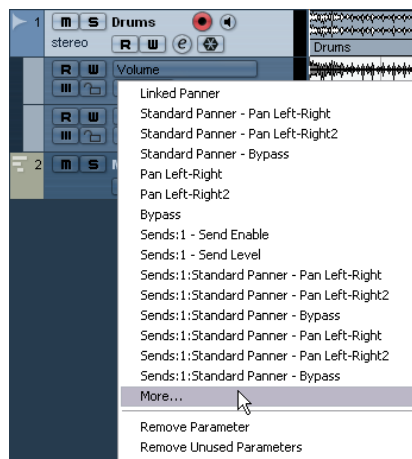 1 m S Drums
stereo R W e
Drums
R W Volume
R W
2 m S
Linked Panner
Standard Panner - Pan Left-Right
Standard Panner - Pan Left-Right2
Standard Panner - Bypass
Pan Left-Right
Pan Left-Right2
Bypass
Sends:1 - Send Enable
Sends:1 - Send Level
Sends:1:Standard Panner - Pan Left-Right
Sends:1:Standard Panner - Pan Left-Right2
Sends:1:Standard Panner - Bypass
Sends:1:Standard Panner - Pan Left-Right
Sends:1:Standard Panner - Pan Left-Right2
Sends:1:Standard Panner - Bypass
More...
Remove Parameter
Remove Unused Parameters